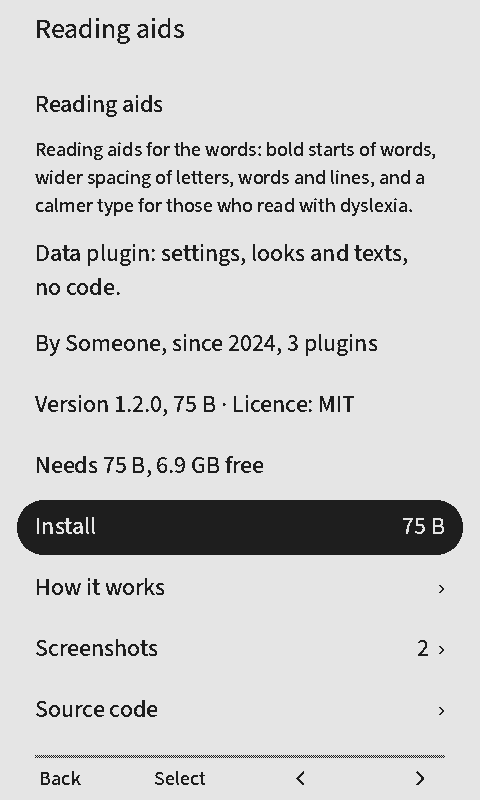 Reading aids
Reading aids
Reading aids for the words: bold starts of words,
wider spacing of letters, words and lines, and a
calmer type for those who read with dyslexia.
Data plugin: settings, looks and texts,
no code.
By Someone, since 2024, 3 plugins
Version 1.2.0, 75 B · Licence: MIT
Needs 75 B, 6.9 GB free
Install 75 B
How it works ›
Screenshots 2 ›
Source code ›
Back Select ‹ ›